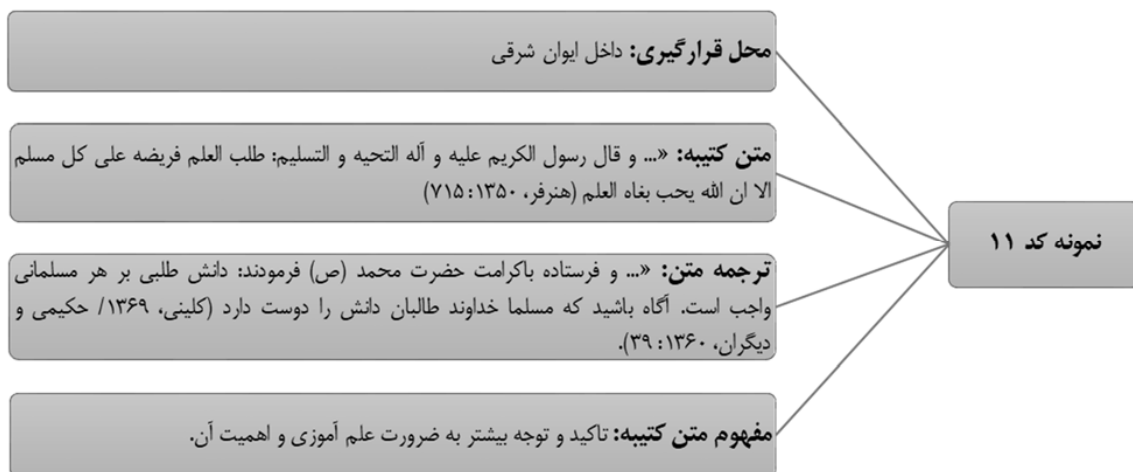 محل قرارگیری: داخل ایوان شرقی
متن کتیبه: «... و قال رسول الکریم علیه و آله التحیه و التسلیم: طلب العلم فریضه علی کل مسلم
الا ان الله یحب بغاه العلم (هنرفر، ۱۳۵۰: ۷۱۵)
نمونه کد ۱۱
ترجمه متن: «... و فرستاده باکرامت حضرت محمد (ص) فرمودند: دانش طلبی بر هر مسلمانی
واجب است. آگاه باشید که مسلما خداوند طالبان دانش را دوست دارد (کلینی، ۱۳۶۹/ حکیمی و
دیگران، ۱۳۶۰: ۳۹).
مفهوم متن کتیبه: تاکید و توجه بیشتر به ضرورت علم آموزی و اهمیت آن.